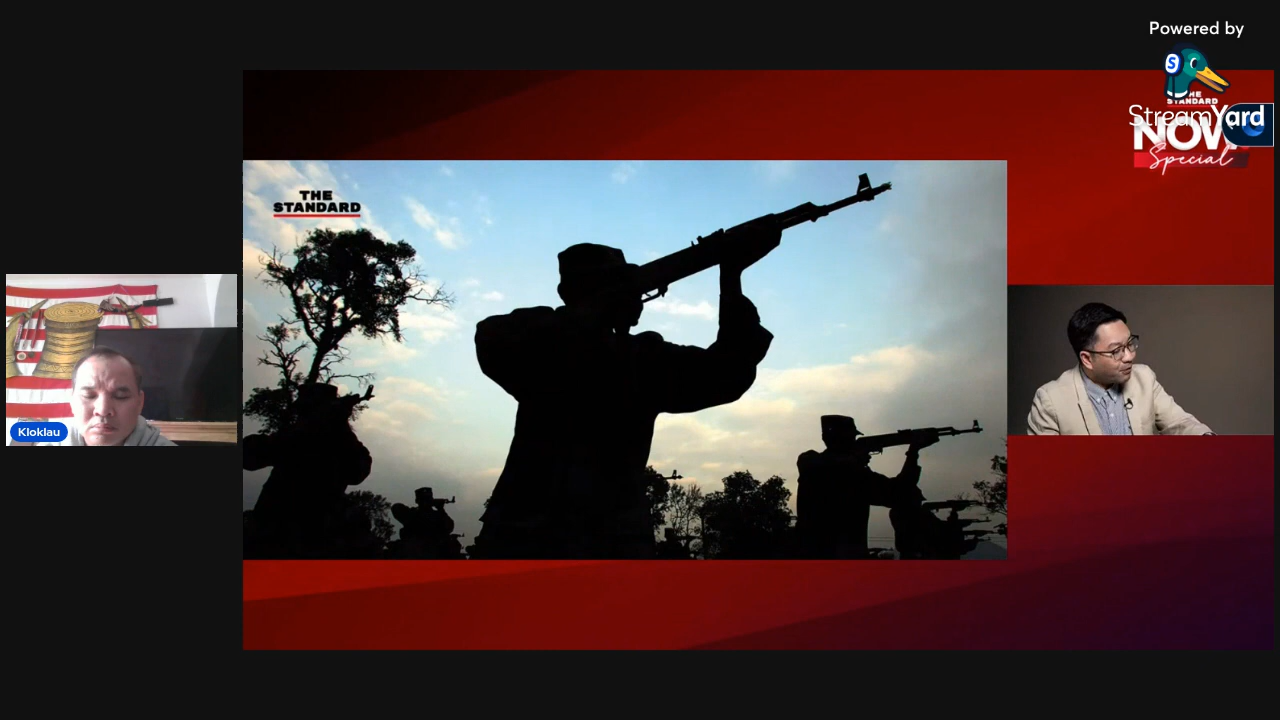 Powered by
StreamYard
S
THE
STANDARD
NOW
Special
THE
STANDARD
Kloklau